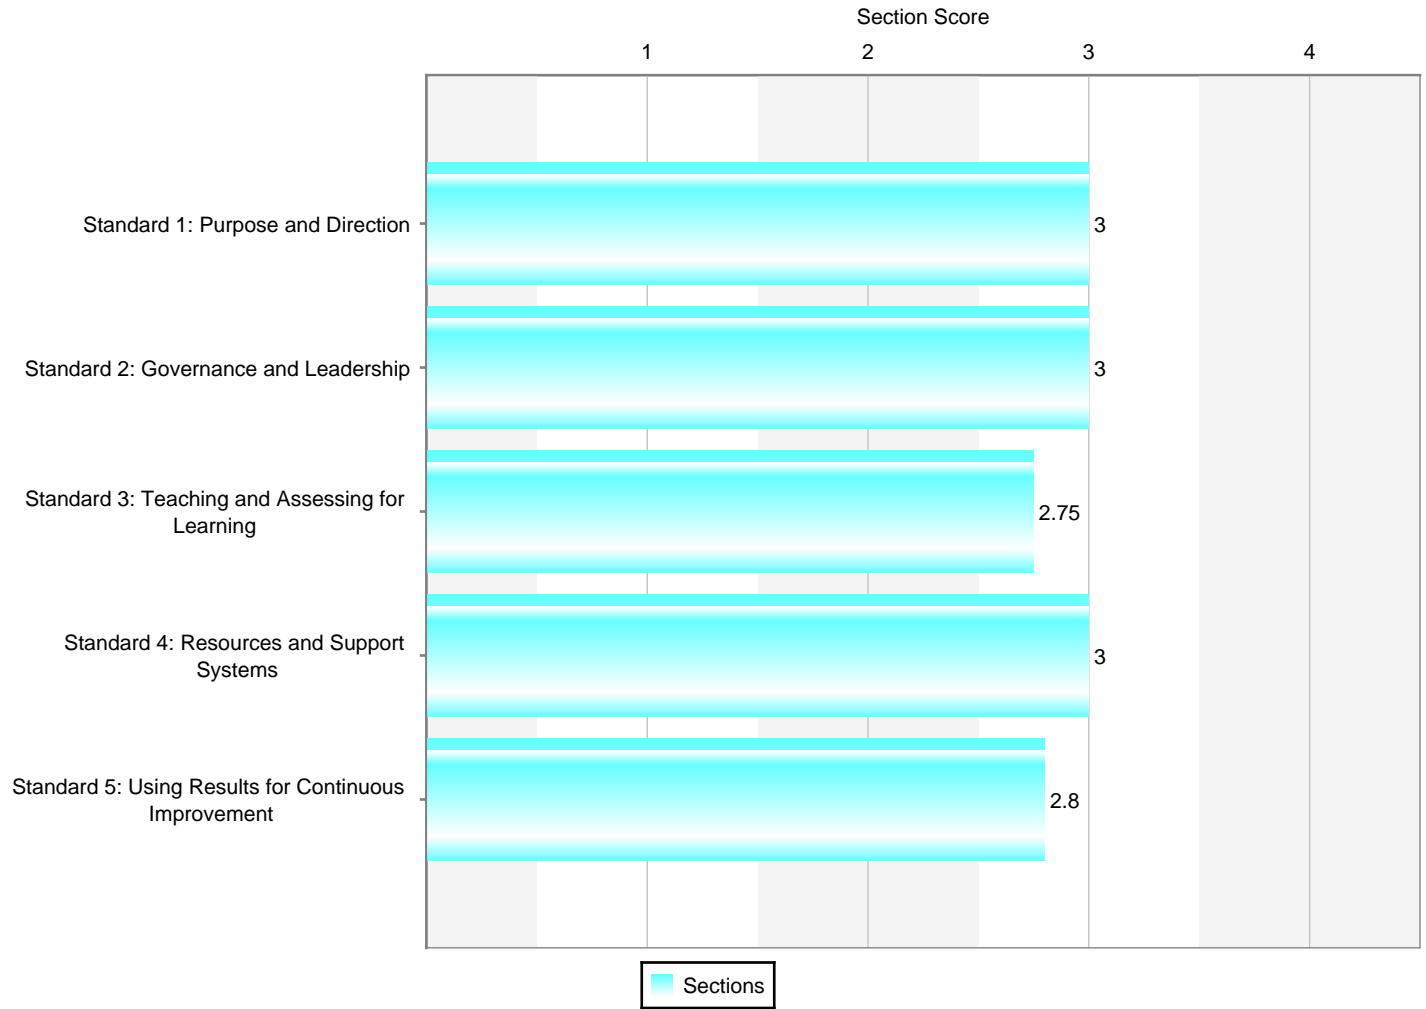 Section Score
1 2 3 4
Standard 1: Purpose and Direction
3
Standard 2: Governance and Leadership
3
Standard 3: Teaching and Assessing for
Learning
2.75
Standard 4: Resources and Support
Systems
3
Standard 5: Using Results for Continuous
Improvement
2.8
Sections